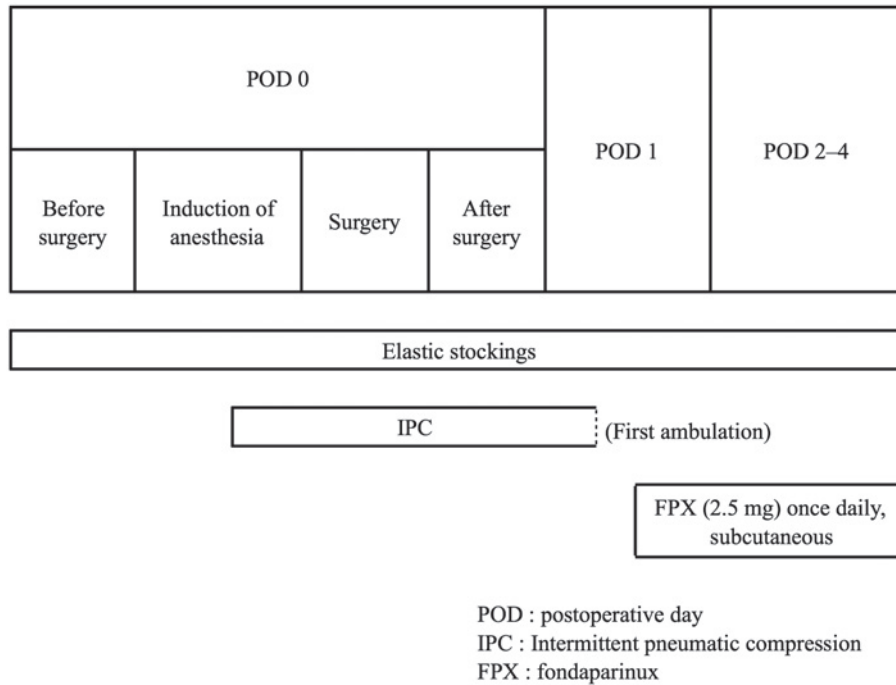 POD 0
POD 1
POD 2–4
Before
surgery
Induction of
anesthesia
Surgery
After
surgery
Elastic stockings
IPC
(First ambulation)
FPX (2.5 mg) once daily,
subcutaneous
POD : postoperative day
IPC : Intermittent pneumatic compression
FPX : fondaparinux